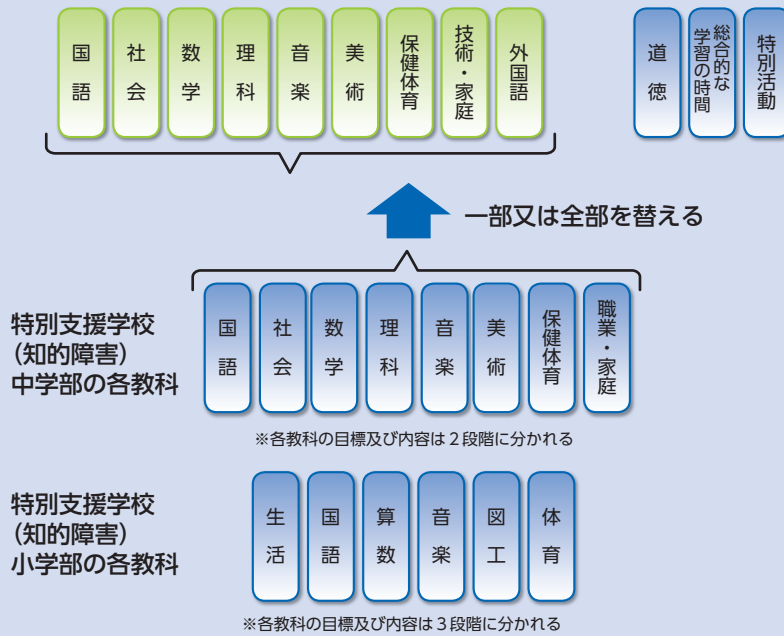 国語
社会
数学
理科
音楽
美術
保健体育
技術・家庭
外国語
道徳
総合的な
学習の時間
特別活動
一部又は全部を替える
特別支援学校
（知的障害）
中学部の各教科
国語
社会
数学
理科
音楽
美術
保健体育
職業・家庭
※各教科の目標及び内容は２段階に分かれる
特別支援学校
（知的障害）
小学部の各教科
生活
国語
算数
音楽
図工
体育
※各教科の目標及び内容は３段階に分かれる